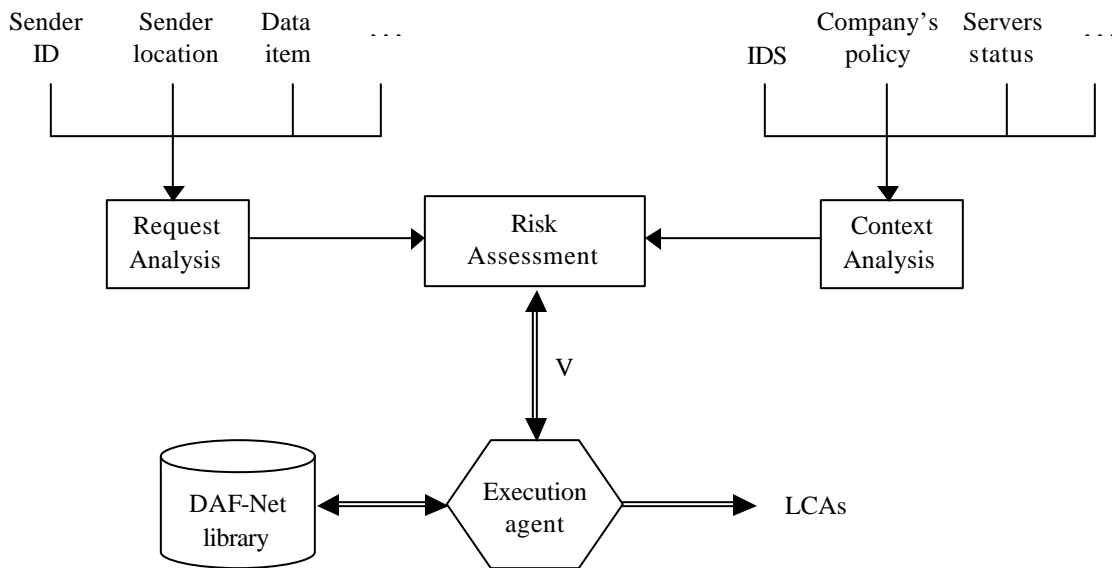 Sender
ID
Sender
location
Data
item
...
IDS
Company's
policy
Servers
status
...
Request
Analysis
Risk
Assessment
Context
Analysis
V
DAF-Net
library
Execution
agent
LCAs